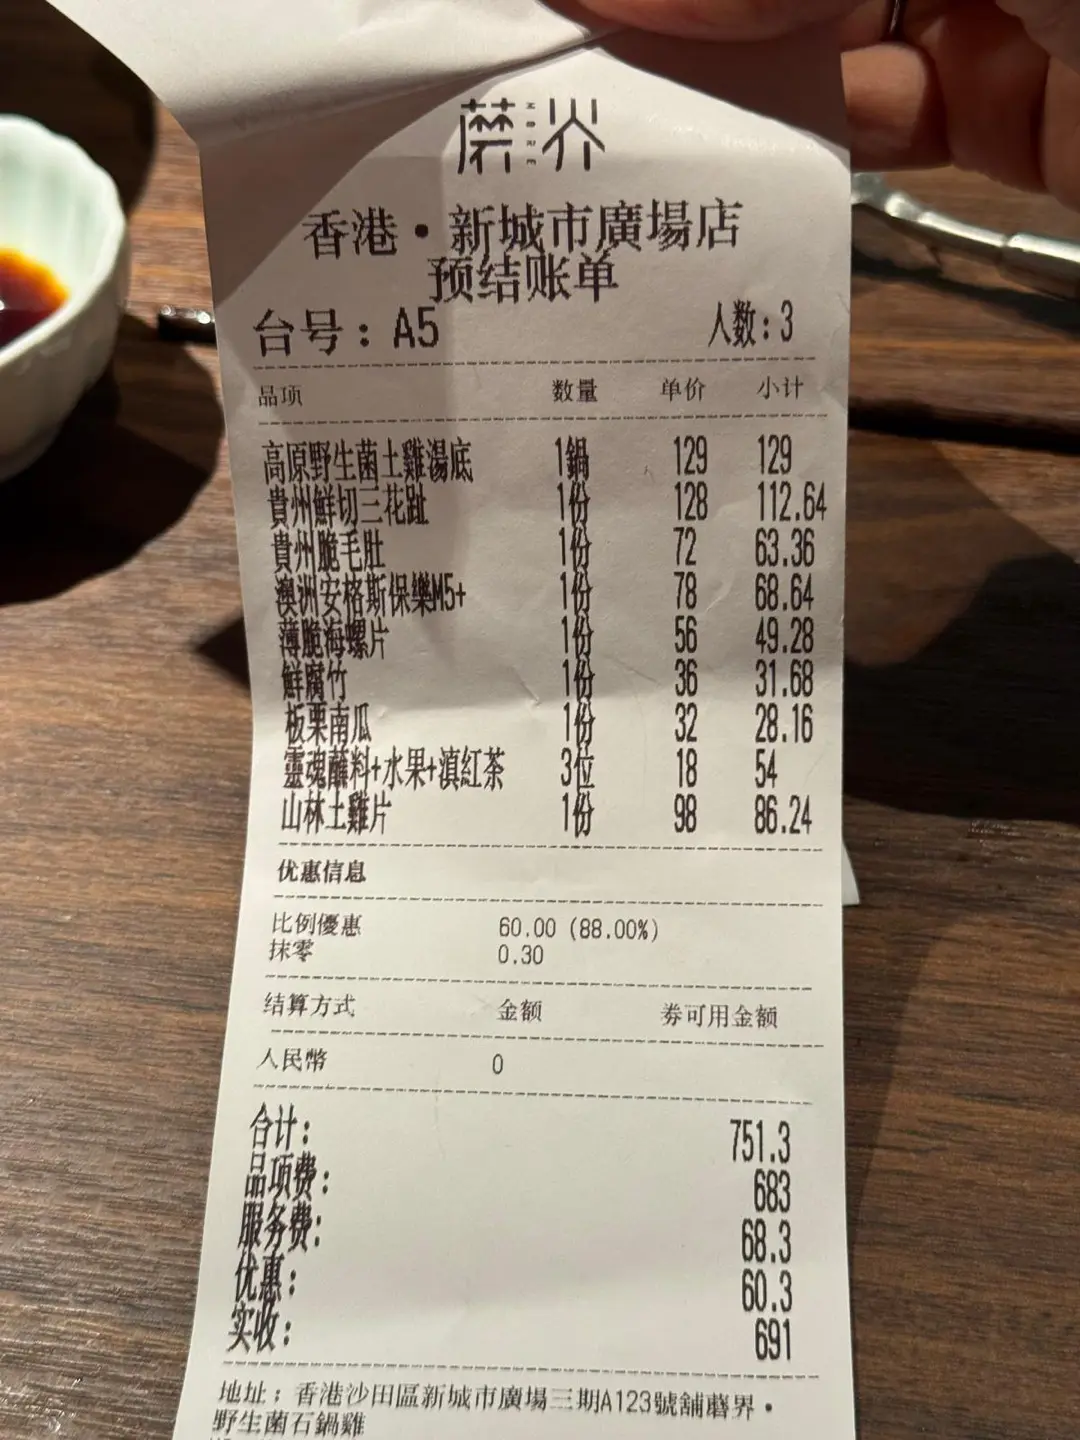 蘑界
MORE
香港·新城市廣場店
预结账单
台号：A5 人数：3
品项 数量 单价 小计
高原野生菌土雞湯底 1鍋 129 129
貴州鮮切三花趾 1份 128 112.64
貴州脆毛肚 1份 72 63.36
澳洲安格斯保樂M5+ 1份 78 68.64
薄脆海螺片 1份 56 49.28
鮮腐竹 1份 36 31.68
板栗南瓜 1份 32 28.16
靈魂蘸料+水果+滇紅茶 3位 18 54
山林土雞片 1份 98 86.24
优惠信息
比例優惠 60.00 (88.00%)
抹零 0.30
结算方式 金额 券可用金额
人民幣 0
合计： 751.3
品项费： 683
服务费： 68.3
优惠： 60.3
实收： 691
地址：香港沙田區新城市廣場三期A123號舖蘑界·
野生菌石鍋雞